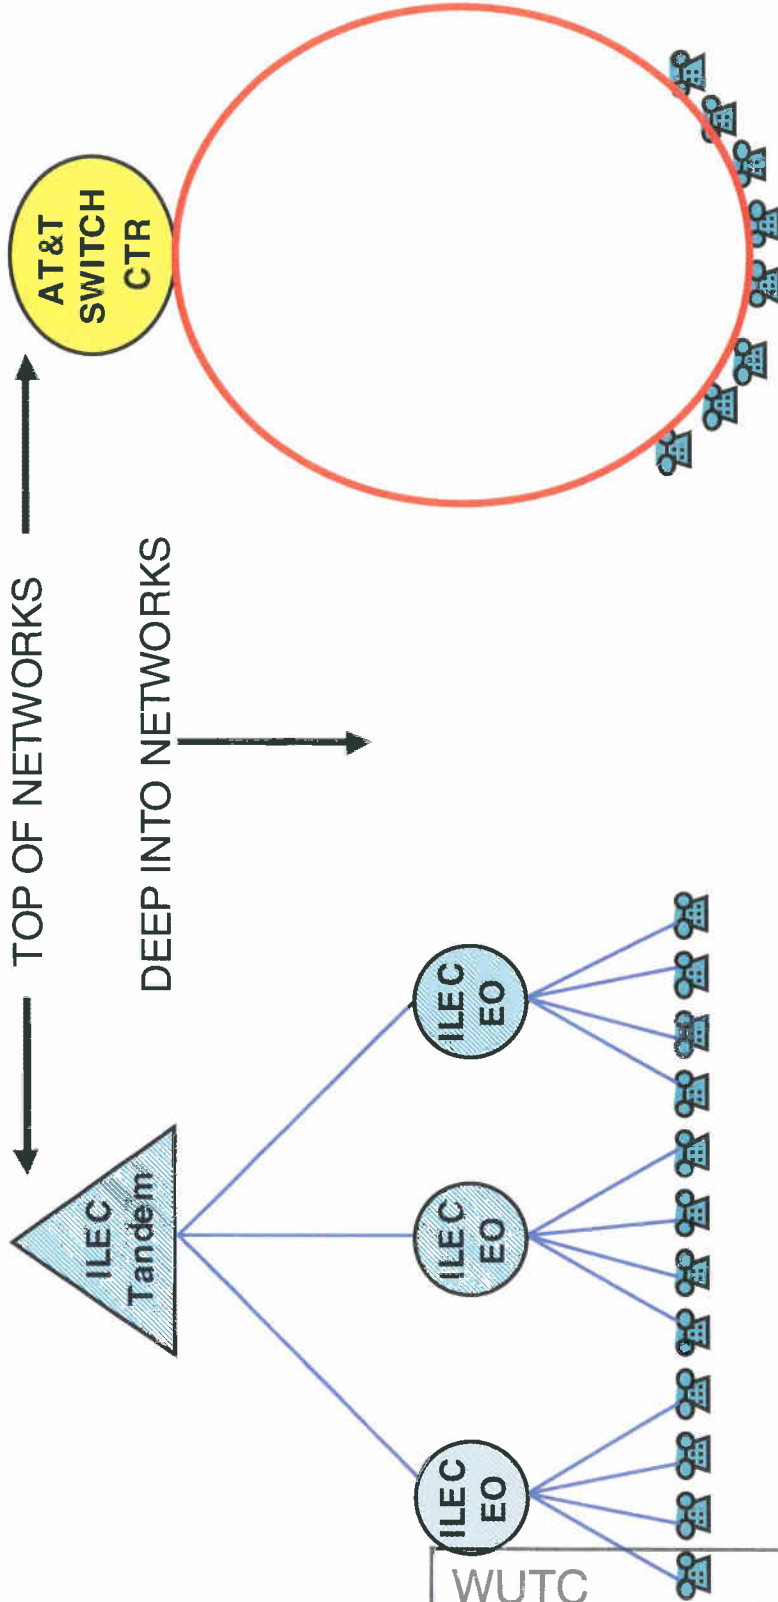 TOP OF NETWORKS
DEEP INTO NETWORKS
ILEC
Tandem
AT&T
SWITCH
CTR
ILEC
EO
ILEC
EO
ILEC
EO
WUTC